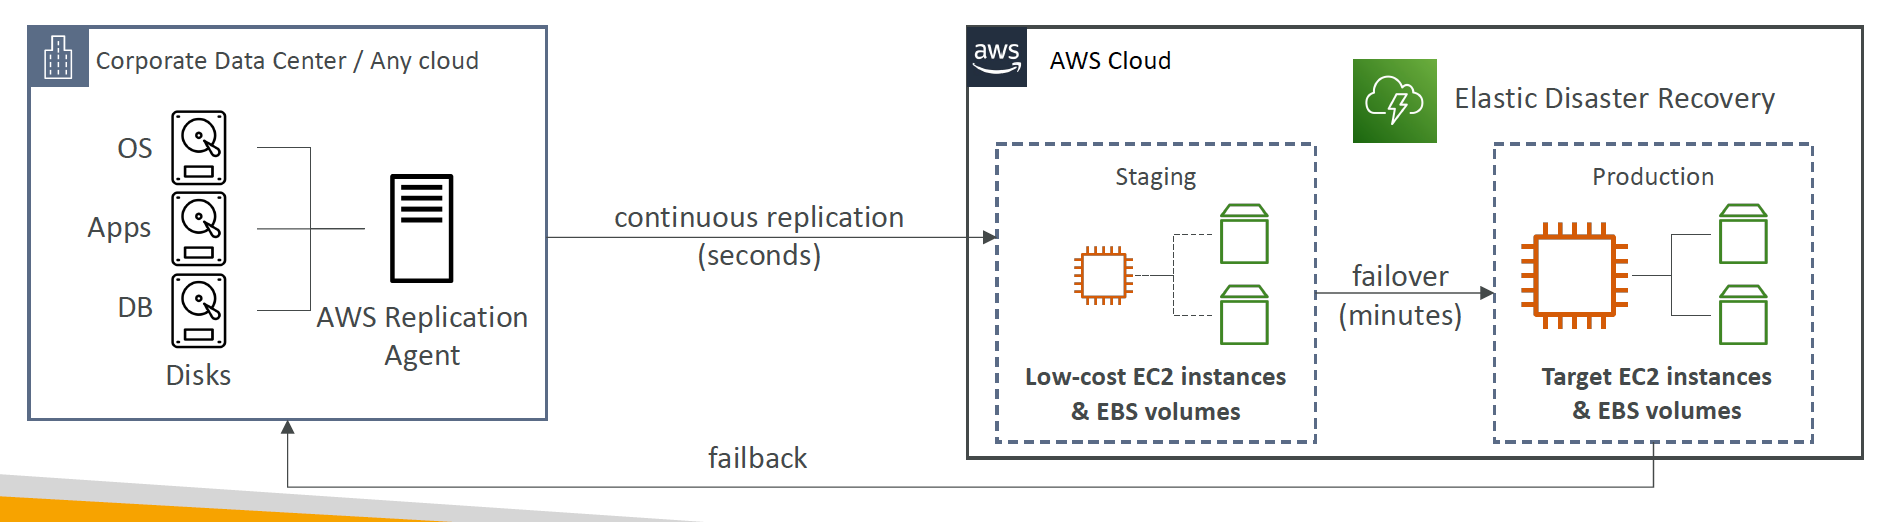 Corporate Data Center / Any cloud
OS
Apps
DB
Disks
AWS Replication
Agent
continuous replication
(seconds)
aws
AWS Cloud
Elastic Disaster Recovery
Staging
Low-cost EC2 instances
& EBS volumes
failover
(minutes)
Production
Target EC2 instances
& EBS volumes
failback